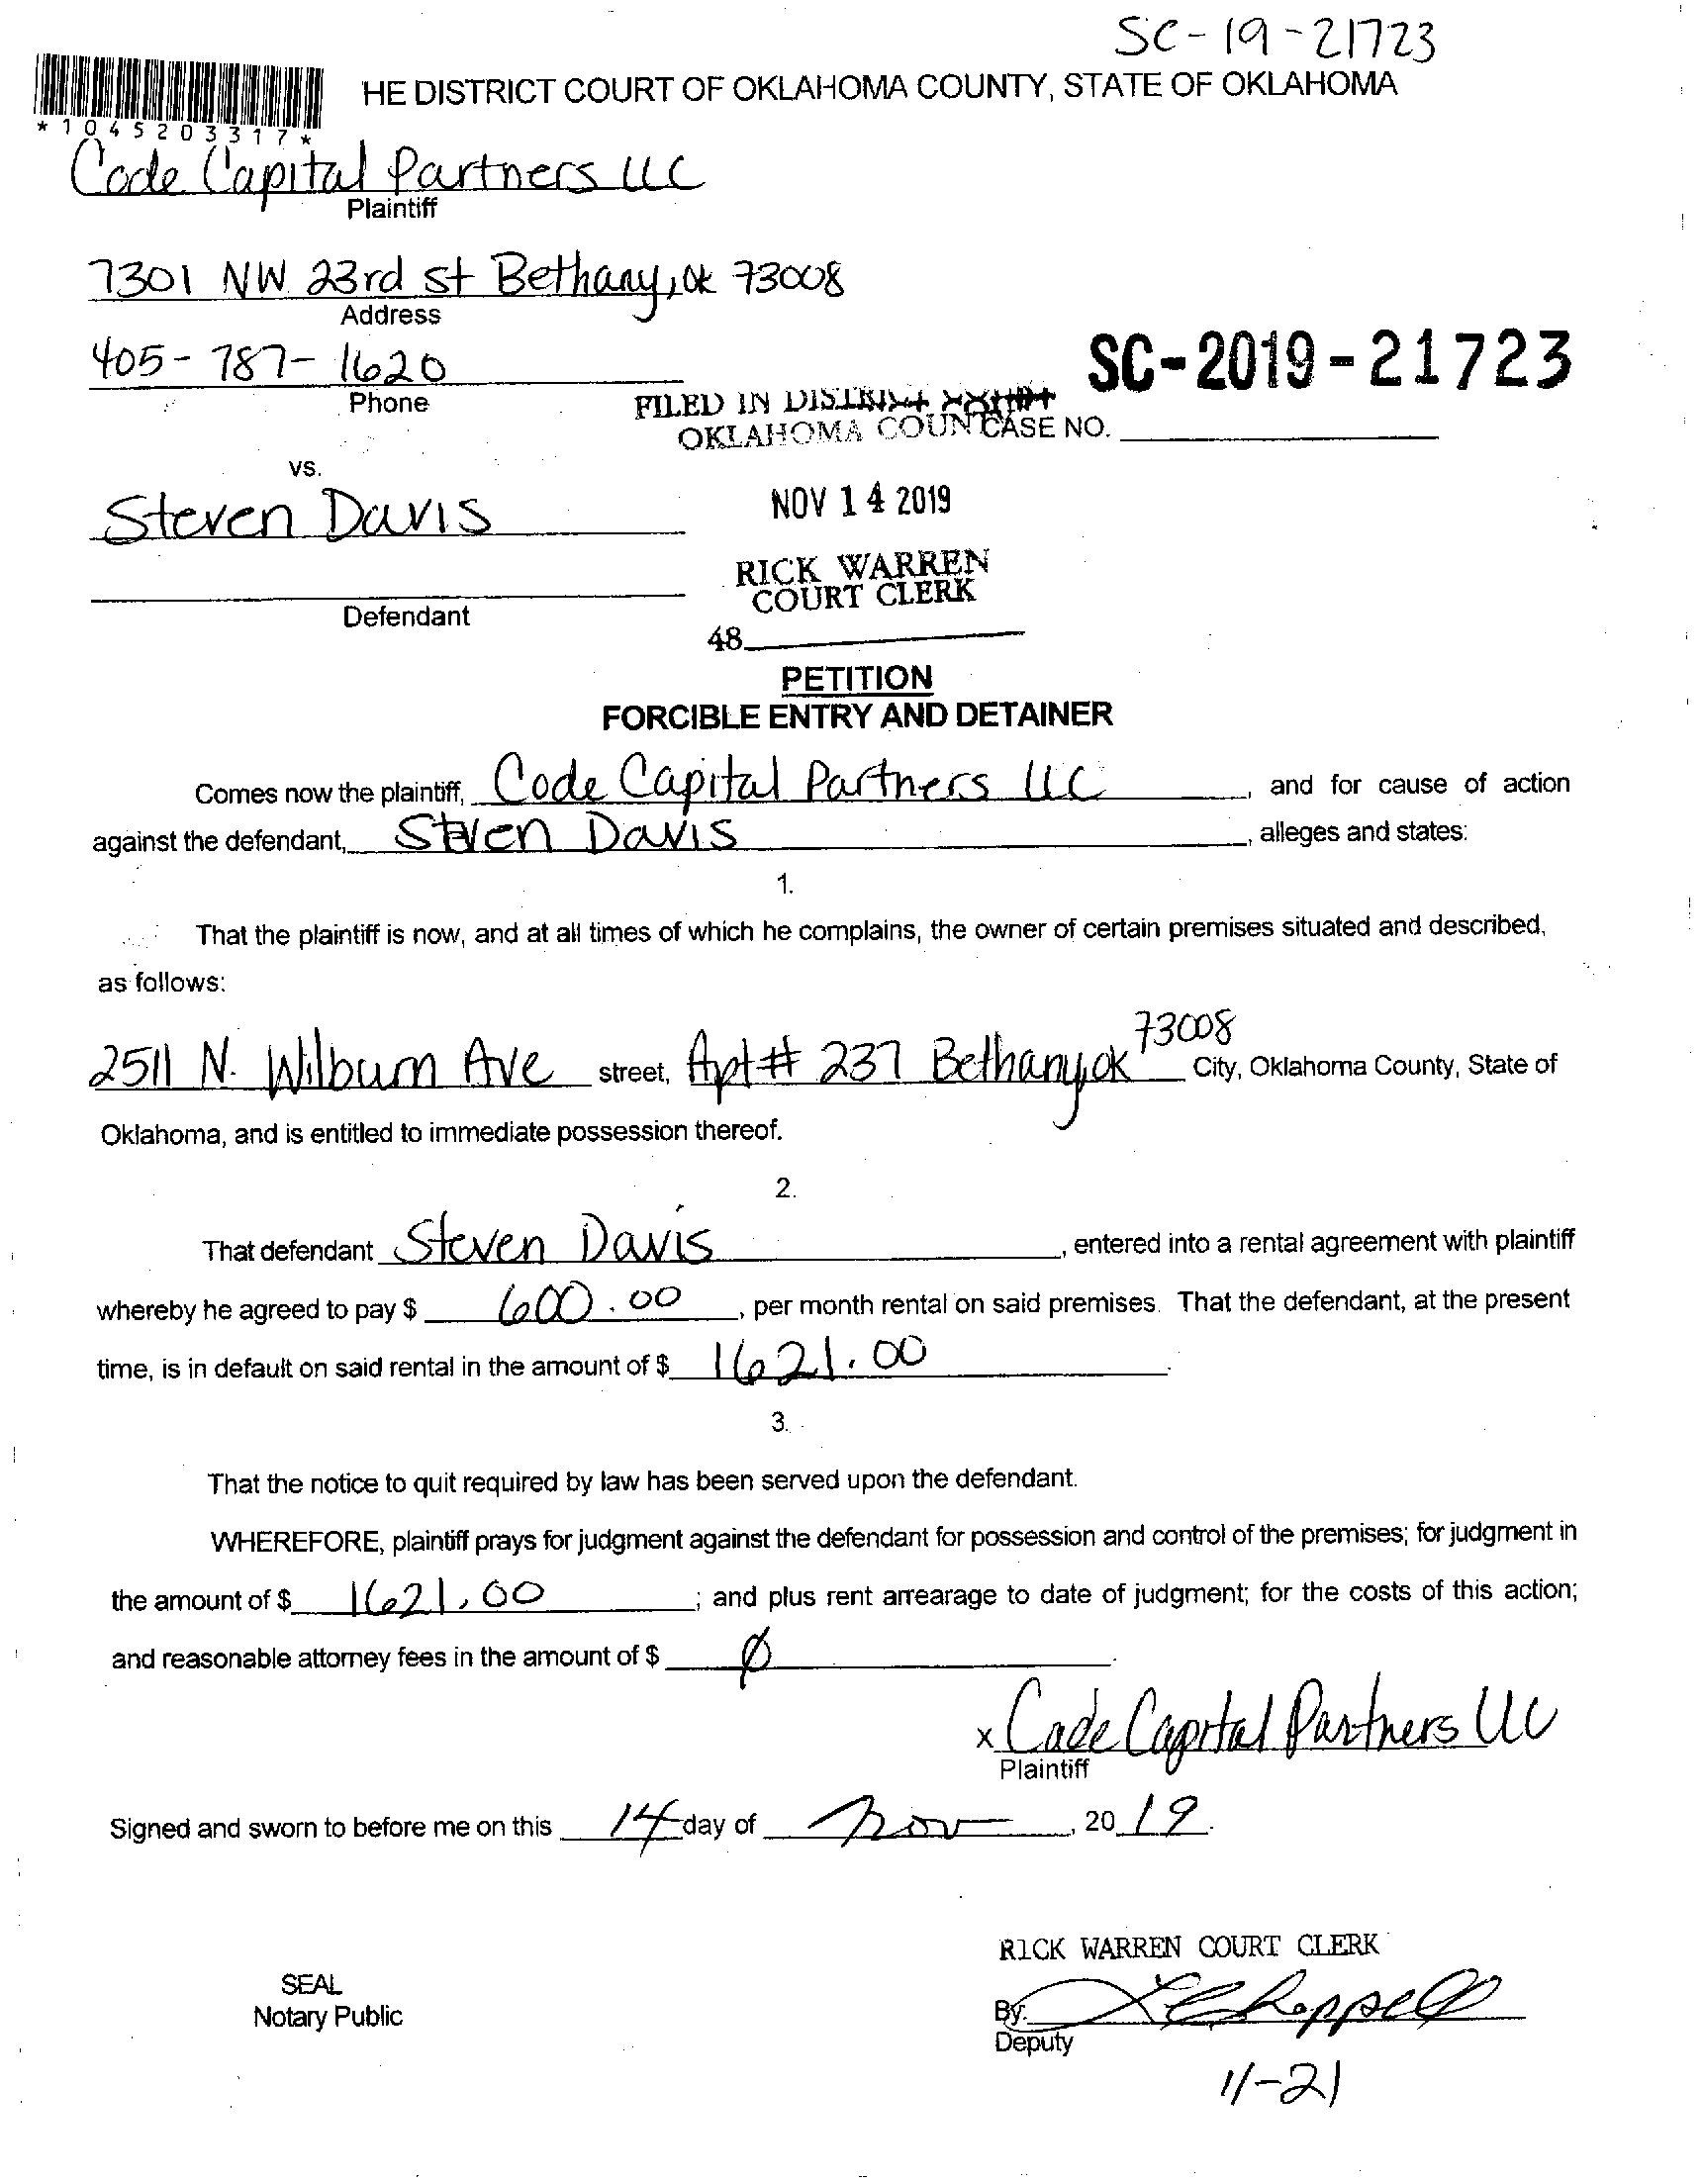 SC-19-21723
HE DISTRICT COURT OF OKLAHOMA COUNTY, STATE OF OKLAHOMA
*1045203317*
Code Capital Partners LLC
Plaintiff
7301 NW 23rd st Bethany, OK 73008
Address
405-787-1620
Phone
SC-2019-21723
FILED IN DISTRICT COURT
OKLAHOMA COUN CASE NO.
vs.
Steven Davis
NOV 14 2019
RICK WARREN
COURT CLERK
Defendant
48
PETITION
FORCIBLE ENTRY AND DETAINER
Comes now the plaintiff, Code Capital Partners LLC, and for cause of action
against the defendant, Steven Davis, alleges and states:
1.
That the plaintiff is now, and at all times of which he complains, the owner of certain premises situated and described,
as follows:
73008
2511 N. Wilburn Ave street, Apt# 237 Bethany, OK City, Oklahoma County, State of
Oklahoma, and is entitled to immediate possession thereof.
2.
That defendant Steven Davis, entered into a rental agreement with plaintiff
whereby he agreed to pay $ 600.00, per month rental on said premises. That the defendant, at the present
time, is in default on said rental in the amount of $ 1621.00.
3.
That the notice to quit required by law has been served upon the defendant.
WHEREFORE, plaintiff prays for judgment against the defendant for possession and control of the premises; for judgment in
the amount of $ 1621.00; and plus rent arrearage to date of judgment; for the costs of this action;
and reasonable attorney fees in the amount of $ Ø.
x Code Capital Partners LLC
Plaintiff
Signed and sworn to before me on this 14 day of Nov, 20 19.
RICK WARREN COURT CLERK
SEAL
Notary Public
By:
Deputy
11-21